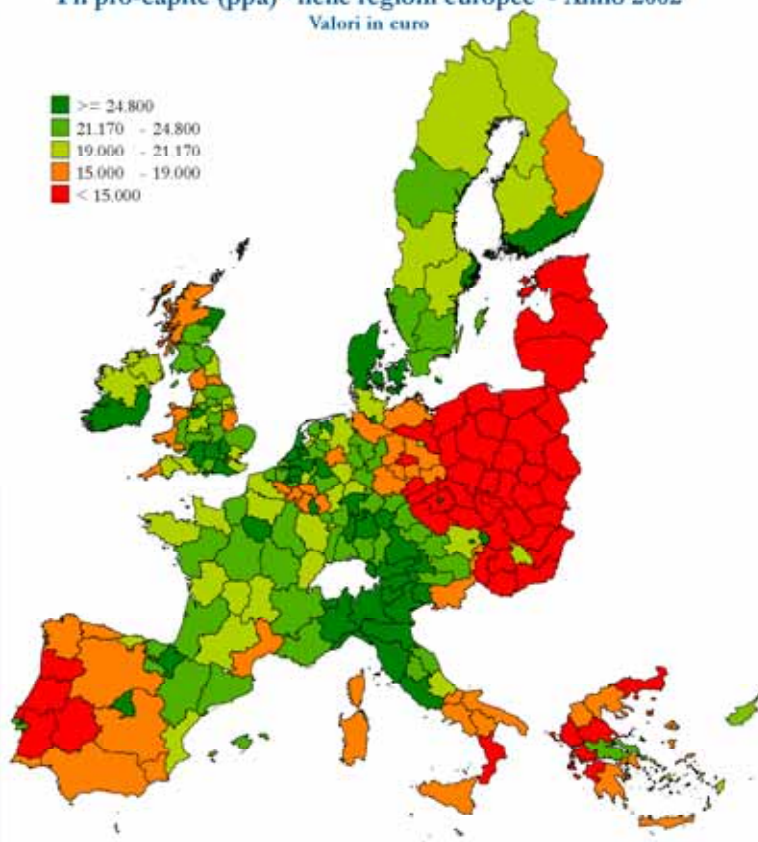 Pil pro-capite (ppa) nelle regioni europee - Anno 2002
Valori in euro
>= 24.800
21.170 - 24.800
19.000 - 21.170
15.000 - 19.000
< 15.000